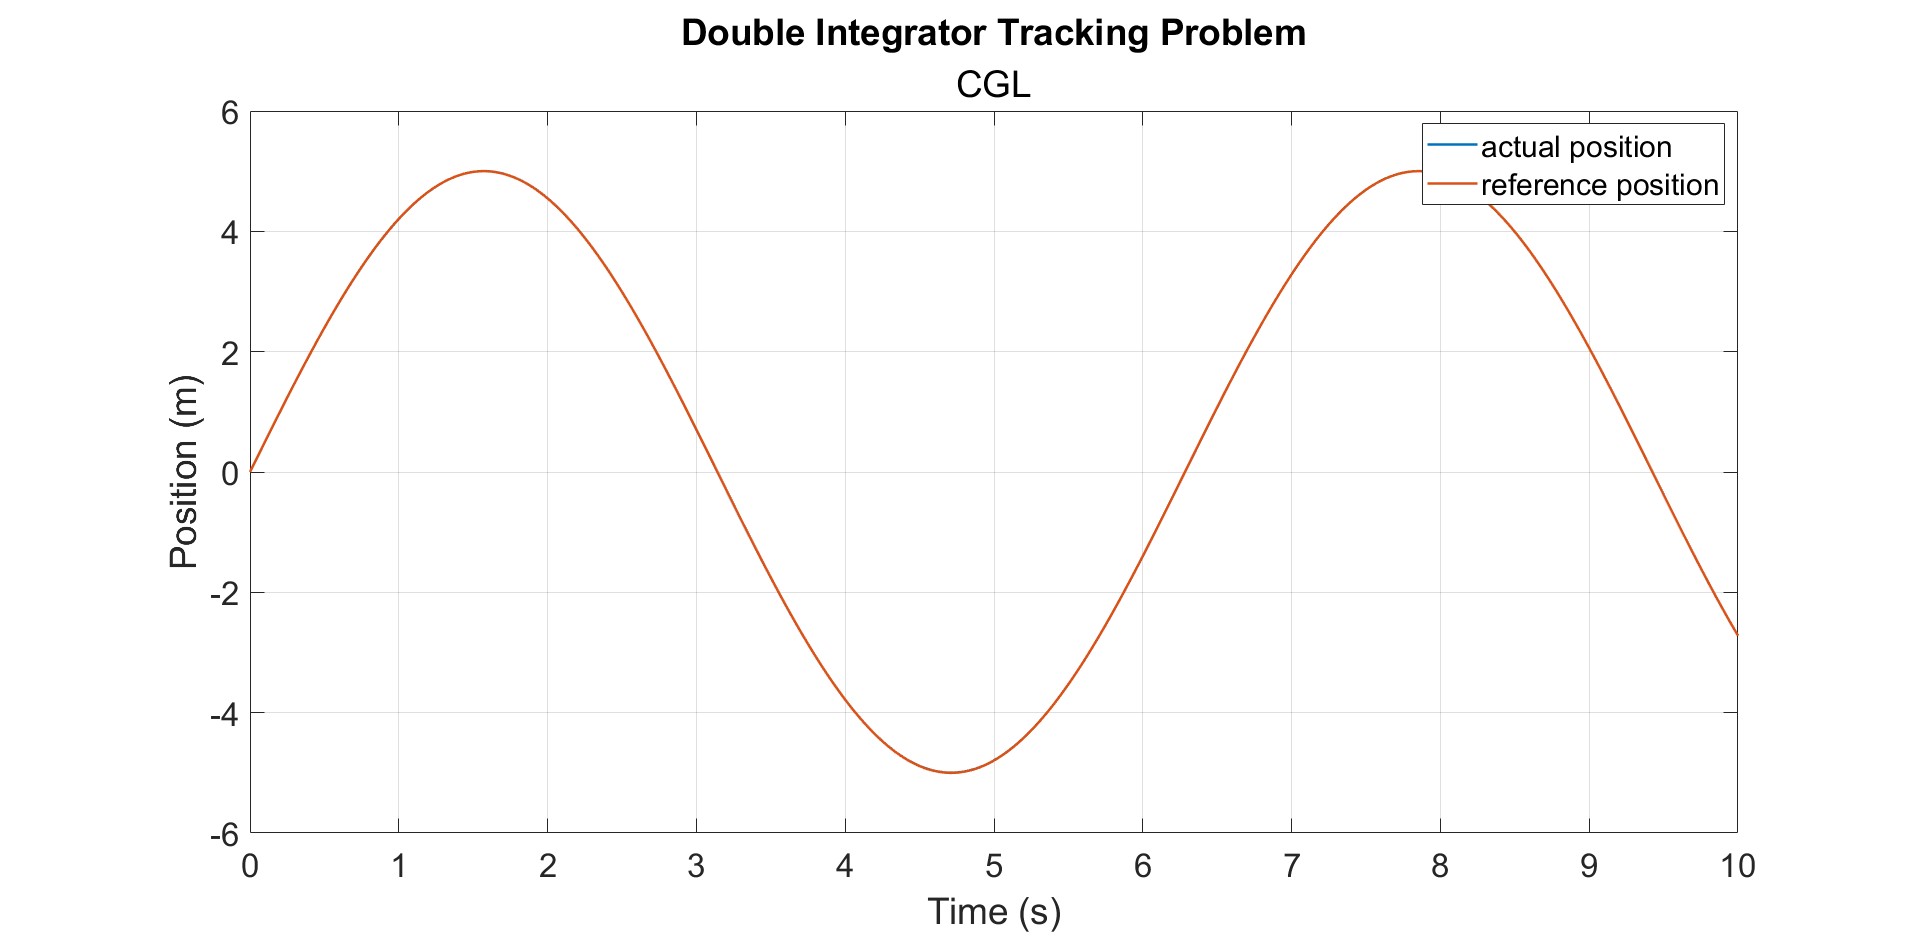 Double Integrator Tracking Problem
CGL
actual position
reference position
Position (m)
6
4
2
0
-2
-4
-6
0 1 2 3 4 5 6 7 8 9 10
Time (s)